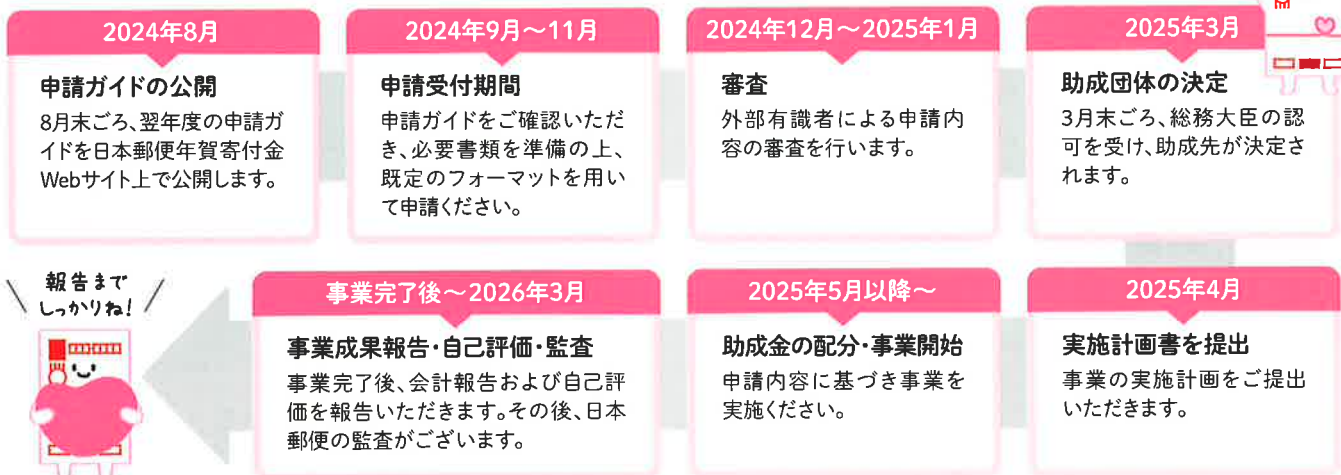 2024年8月
申請ガイドの公開
8月末ごろ、翌年度の申請ガ
イドを日本郵便年賀寄付金
Webサイト上で公開します。
2024年9月～11月
申請受付期間
申請ガイドをご確認いただ
き、必要書類を準備の上、
既定のフォーマットを用い
て申請ください。
2024年12月～2025年1月
審査
外部有識者による申請内
容の審査を行います。
2025年3月
助成団体の決定
3月末ごろ、総務大臣の認
可を受け、助成先が決定さ
れます。
2025年4月
実施計画書を提出
事業の実施計画をご提出
いただきます。
2025年5月以降～
助成金の配分・事業開始
申請内容に基づき事業を
実施ください。
事業完了後～2026年3月
事業成果報告・自己評価・監査
事業完了後、会計報告および自己評
価を報告いただきます。その後、日本
郵便の監査がございます。
報告まで
しっかりね!